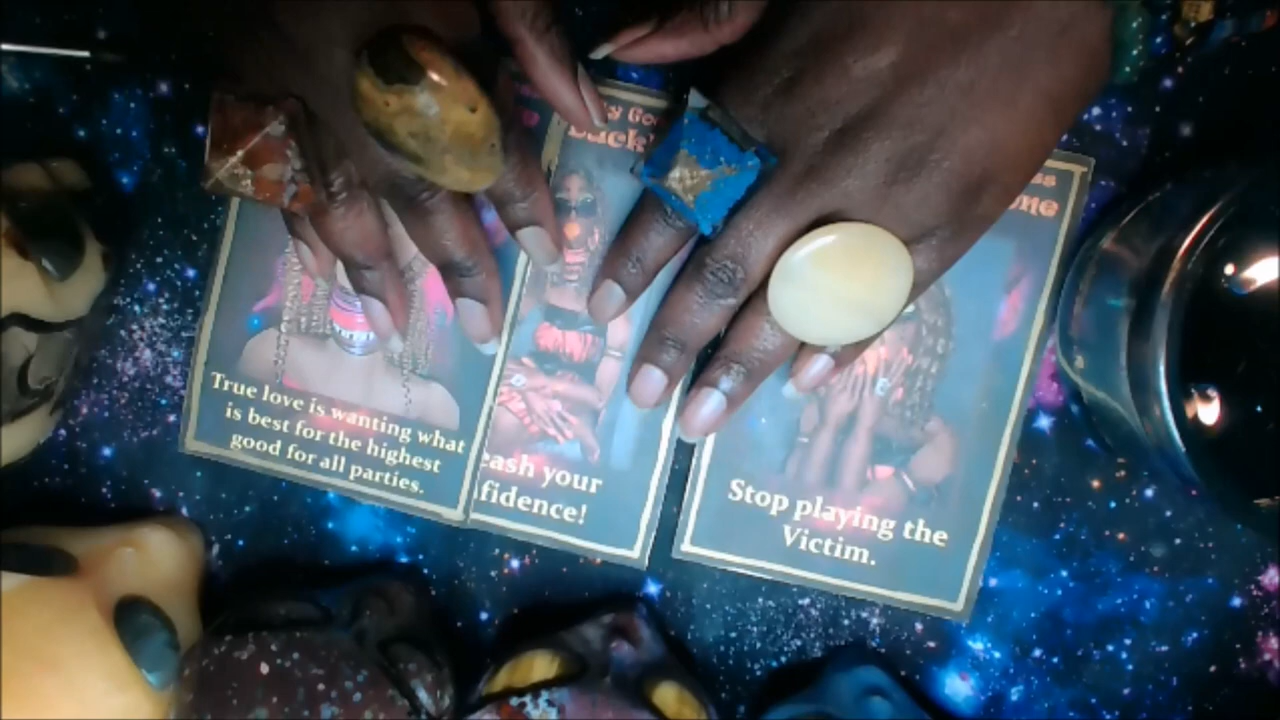 True love is wanting what
is best for the highest
good for all parties.
eash your
fidence!
Stop playing the
Victim.